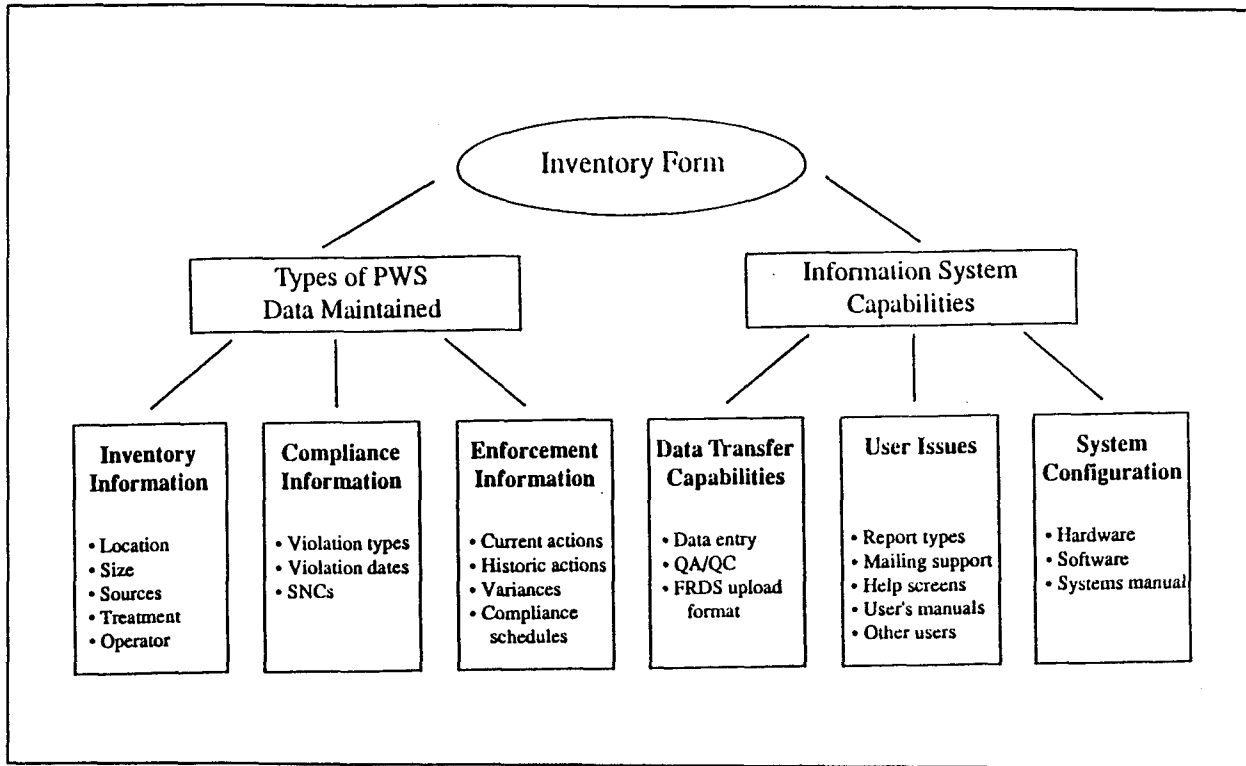 Inventory Form
Types of PWS
Data Maintained
Information System
Capabilities
Inventory
Information
• Location
• Size
• Sources
• Treatment
• Operator
Compliance
Information
• Violation types
• Violation dates
• SNCs
Enforcement
Information
• Current actions
• Historic actions
• Variances
• Compliance
schedules
Data Transfer
Capabilities
• Data entry
• QA/QC
• FRDS upload
format
User Issues
• Report types
• Mailing support
• Help screens
• User's manuals
• Other users
System
Configuration
• Hardware
• Software
• Systems manual